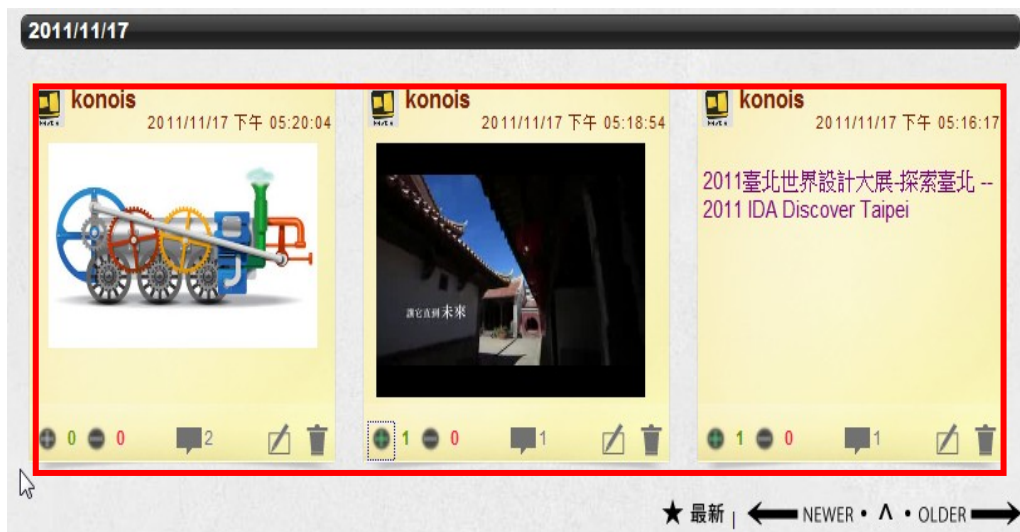 2011/11/17
konois
2011/11/17 下午 05:20:04
0 0 2
konois
2011/11/17 下午 05:18:54
讓它直到未來
1 0 1
konois
2011/11/17 下午 05:16:17
2011臺北世界設計大展-探索臺北 --
2011 IDA Discover Taipei
1 0 1
★ 最新 | NEWER • ∧ • OLDER